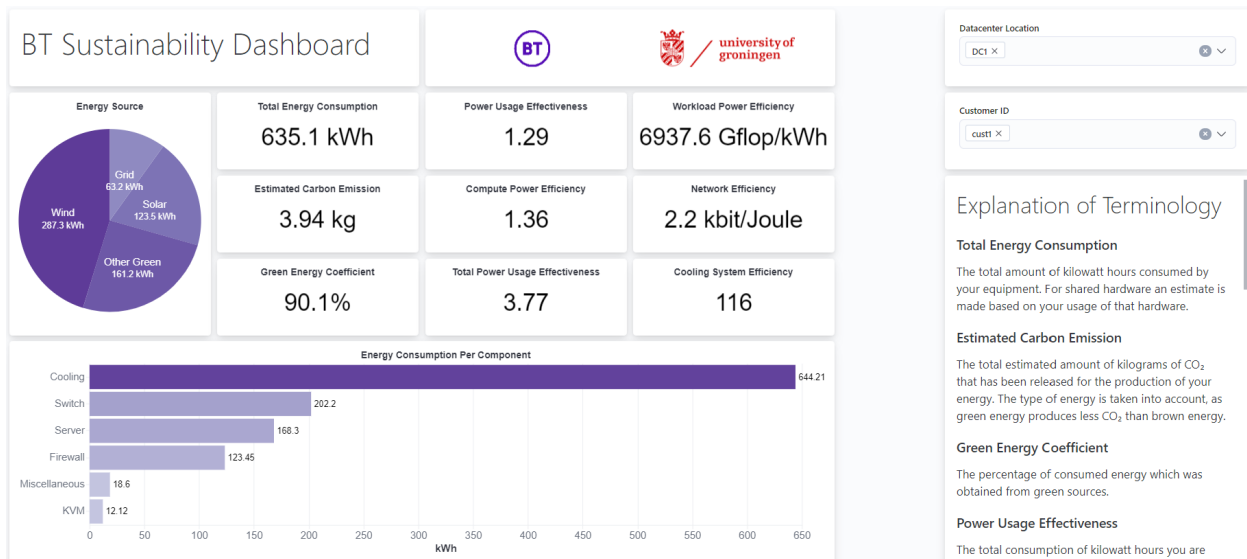 BT Sustainability Dashboard
BT
university of
groningen
Datacenter Location
DC1 ×
Customer ID
cust1 ×
Energy Source
Grid
63.2 kWh
Solar
123.5 kWh
Wind
287.3 kWh
Other Green
161.2 kWh
Total Energy Consumption
635.1 kWh
Power Usage Effectiveness
1.29
Workload Power Efficiency
6937.6 Gflop/kWh
Estimated Carbon Emission
3.94 kg
Compute Power Efficiency
1.36
Network Efficiency
2.2 kbit/Joule
Green Energy Coefficient
90.1%
Total Power Usage Effectiveness
3.77
Cooling System Efficiency
116
Energy Consumption Per Component
Cooling 644.21
Switch 202.2
Server 168.3
Firewall 123.45
Miscellaneous 18.6
KVM 12.12
0 50 100 150 200 250 300 350 400 450 500 550 600 650
kWh
Explanation of Terminology
Total Energy Consumption
The total amount of kilowatt hours consumed by
your equipment. For shared hardware an estimate is
made based on your usage of that hardware.
Estimated Carbon Emission
The total estimated amount of kilograms of CO₂
that has been released for the production of your
energy. The type of energy is taken into account, as
green energy produces less CO₂ than brown energy.
Green Energy Coefficient
The percentage of consumed energy which was
obtained from green sources.
Power Usage Effectiveness
The total consumption of kilowatt hours you are